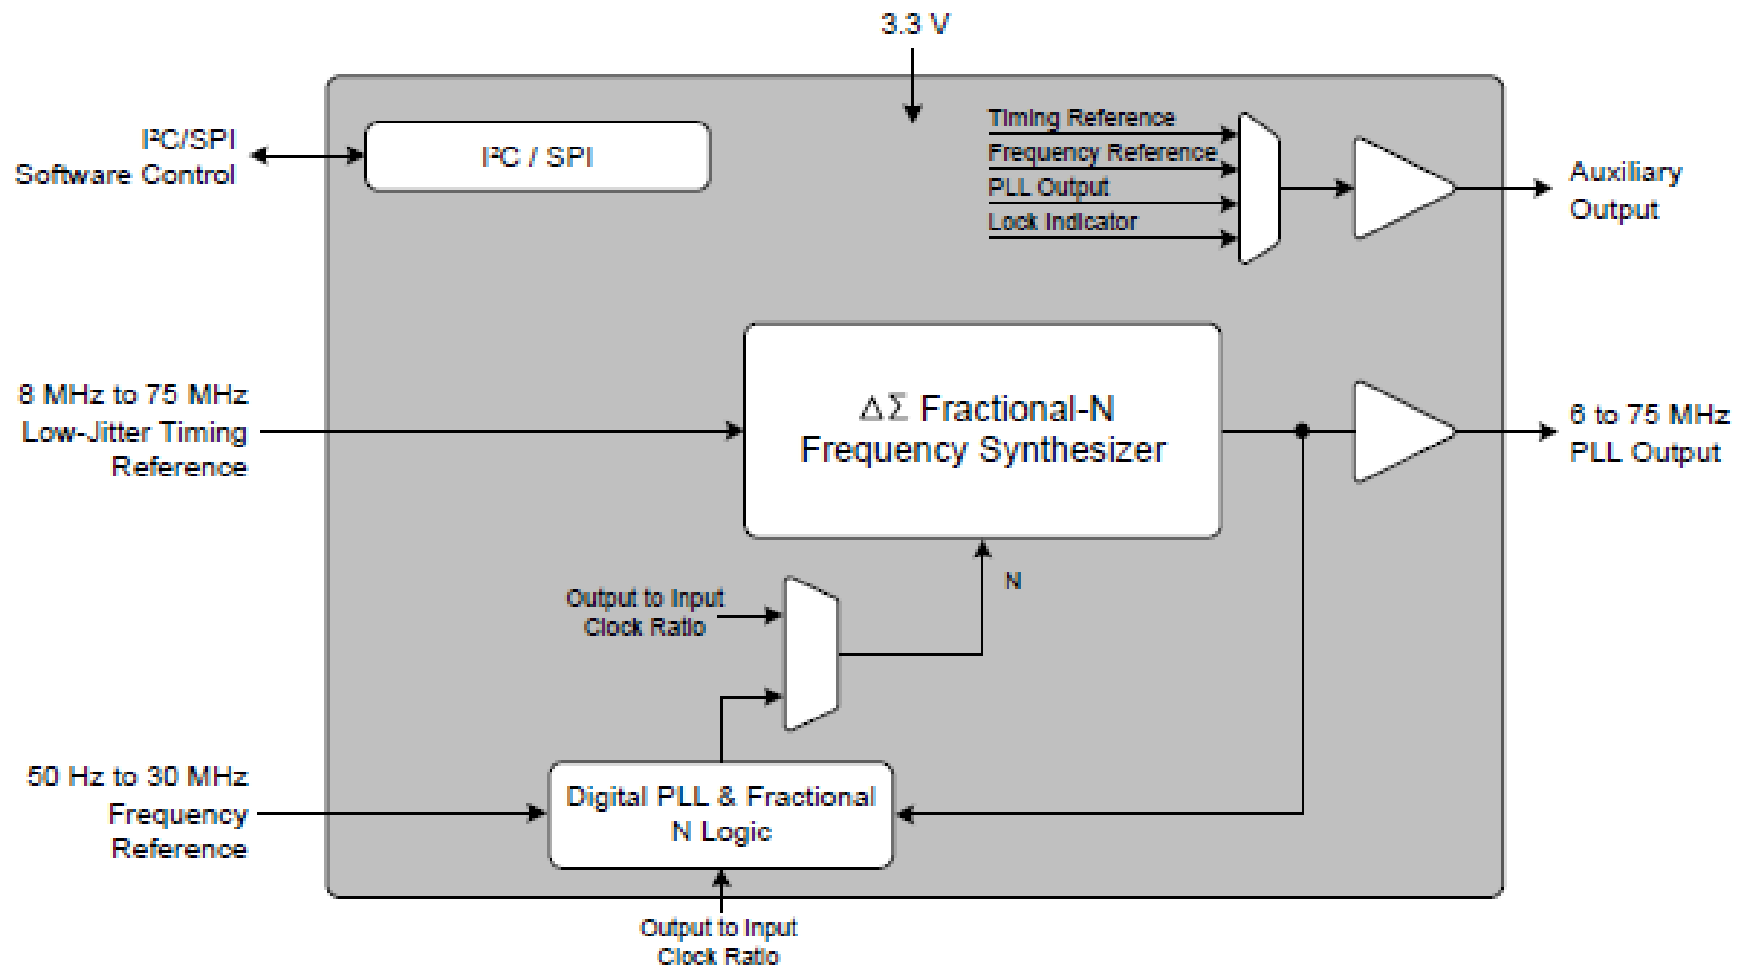 3.3 V
I²C/SPI
Software Control
I²C / SPI
Timing Reference
Frequency Reference
PLL Output
Lock Indicator
Auxiliary
Output
8 MHz to 75 MHz
Low-Jitter Timing
Reference
ΔΣ Fractional-N
Frequency Synthesizer
6 to 75 MHz
PLL Output
N
Output to Input
Clock Ratio
50 Hz to 30 MHz
Frequency
Reference
Digital PLL & Fractional
N Logic
Output to Input
Clock Ratio